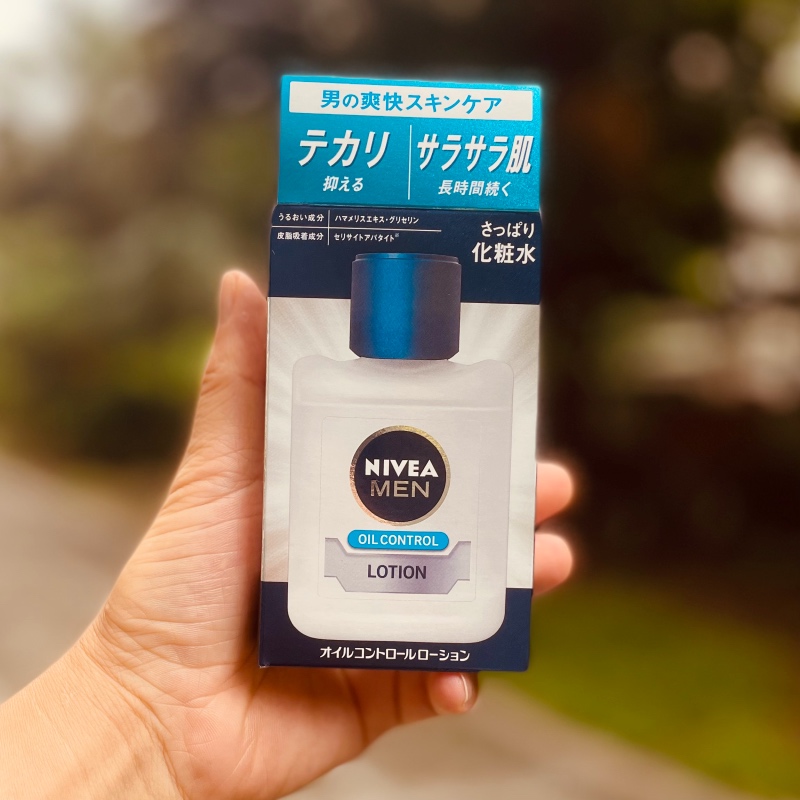 男の爽快スキンケア
テカリ
抑える
サラサラ肌
長時間続く
うるおい成分 ハマメリスエキス・グリセリン
皮脂吸着成分 セリサイトアパタイト※
さっぱり
化粧水
NIVEA
MEN
OIL CONTROL
LOTION
オイルコントロールローション